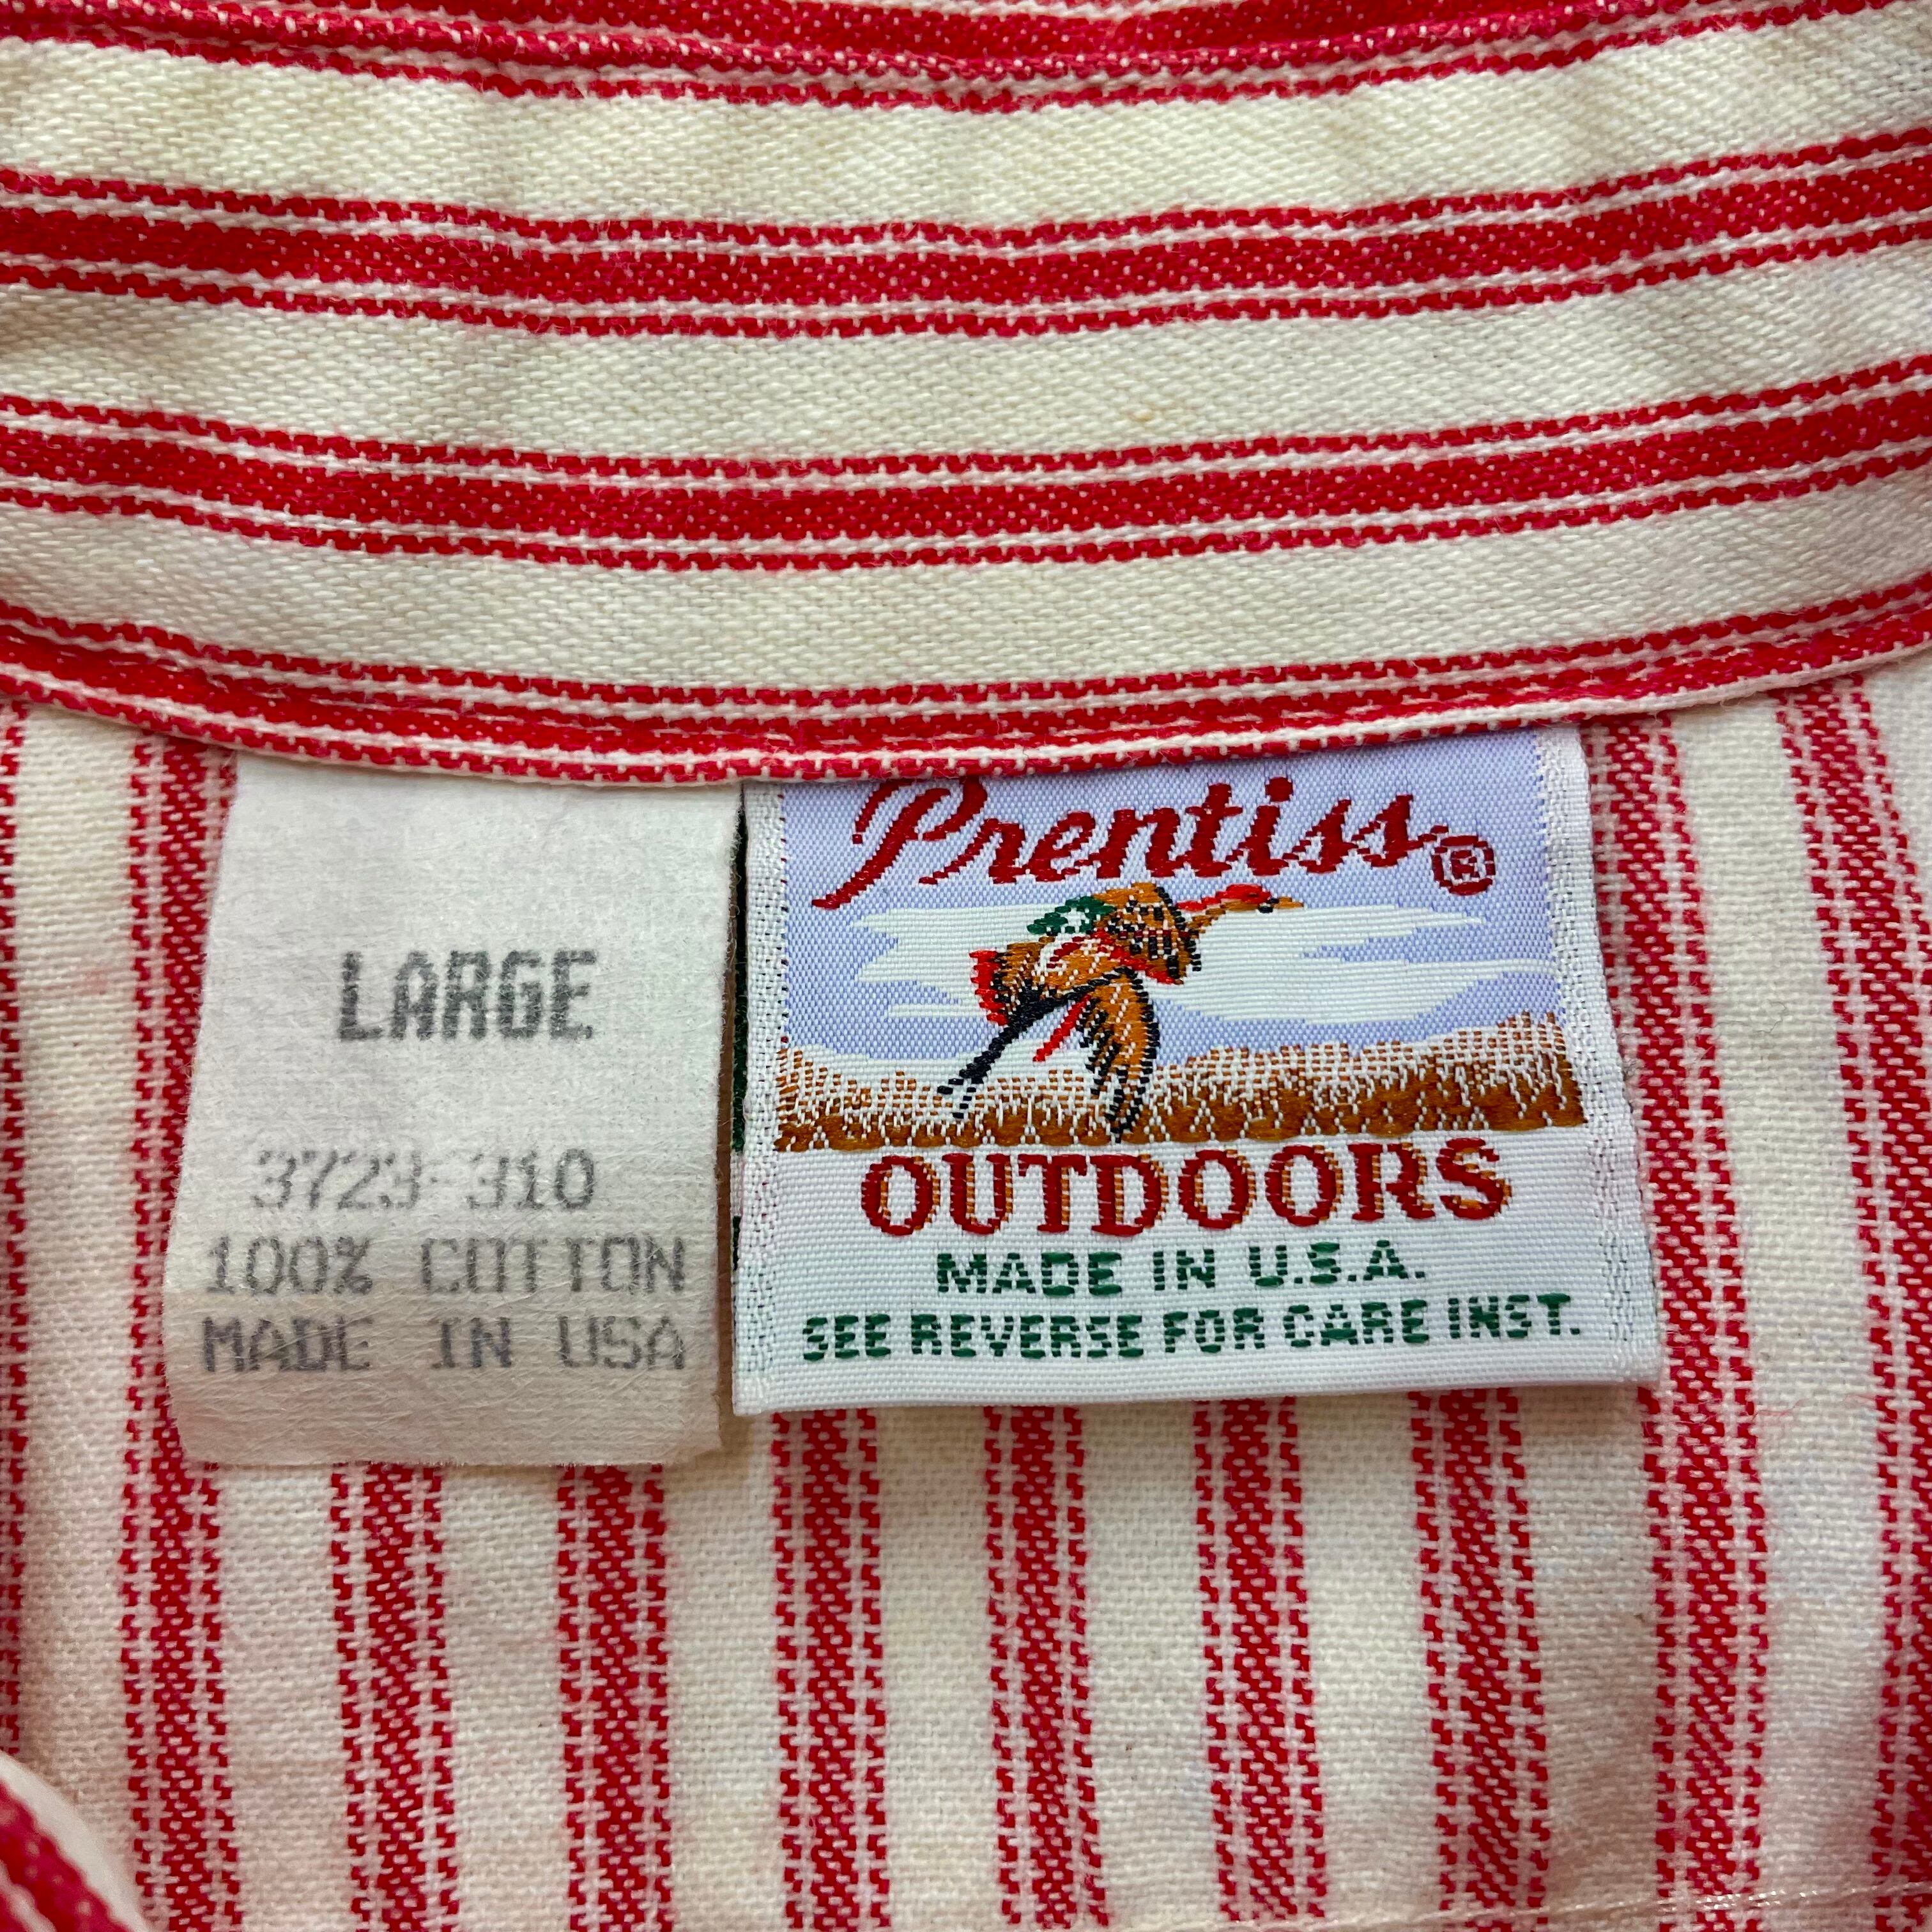 LARGE
3723-310
100% COTTON
MADE IN USA
Prentiss®
OUTDOORS
MADE IN U.S.A.
SEE REVERSE FOR CARE INST.